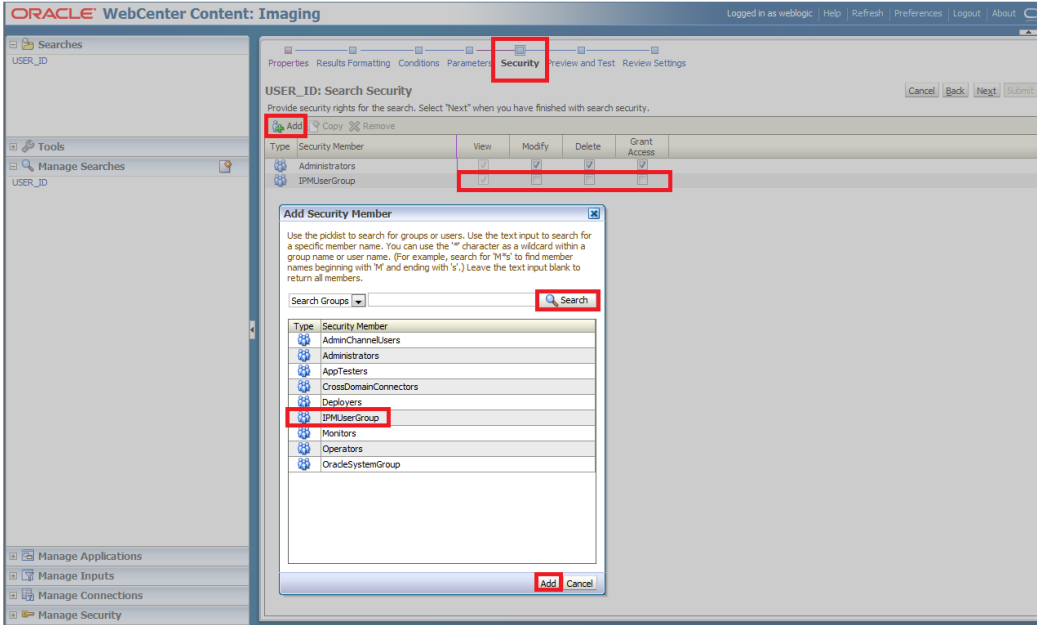 ORACLE® WebCenter Content: Imaging
Logged in as weblogic Help Refresh Preferences Logout About
Searches
USER_ID
Tools
Manage Searches
USER_ID
Manage Applications
Manage Inputs
Manage Connections
Manage Security
Properties Results Formatting Conditions Parameters Security Preview and Test Review Settings
USER_ID: Search Security
Cancel Back Next Submit
Provide security rights for the search. Select "Next" when you have finished with search security.
Add Copy Remove
Type Security Member View Modify Delete Grant Access
Administrators
IPMUserGroup
Add Security Member
Use the picklist to search for groups or users. Use the text input to search for
a specific member name. You can use the '*' character as a wildcard within a
group name or user name. (For example, search for 'M*s' to find member
names beginning with 'M' and ending with 's'.) Leave the text input blank to
return all members.
Search Groups Search
Type Security Member
AdminChannelUsers
Administrators
AppTesters
CrossDomainConnectors
Deployers
IPMUserGroup
Monitors
Operators
OracleSystemGroup
Add Cancel